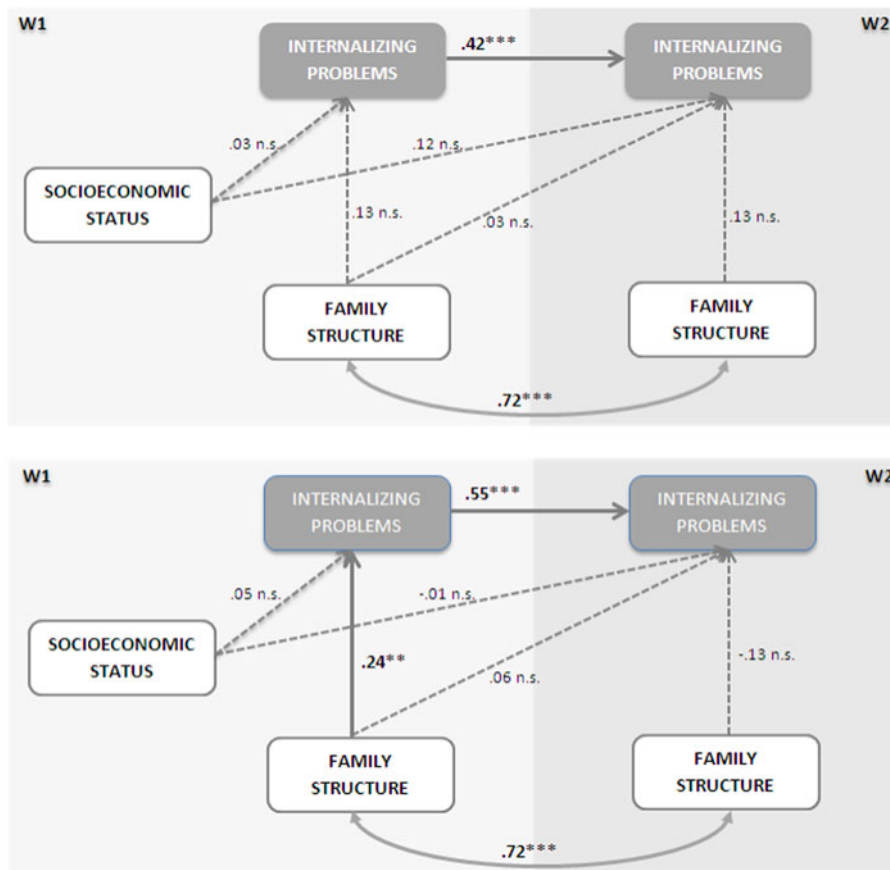 W1
W2
INTERNALIZING
PROBLEMS
.42***
INTERNALIZING
PROBLEMS
.03 n.s.
.12 n.s.
SOCIOECONOMIC
STATUS
.13 n.s.
.03 n.s.
.13 n.s.
FAMILY
STRUCTURE
FAMILY
STRUCTURE
.72***
W1
W2
INTERNALIZING
PROBLEMS
.55***
INTERNALIZING
PROBLEMS
.05 n.s.
-.01 n.s.
SOCIOECONOMIC
STATUS
.24**
.06 n.s.
-.13 n.s.
FAMILY
STRUCTURE
FAMILY
STRUCTURE
.72***